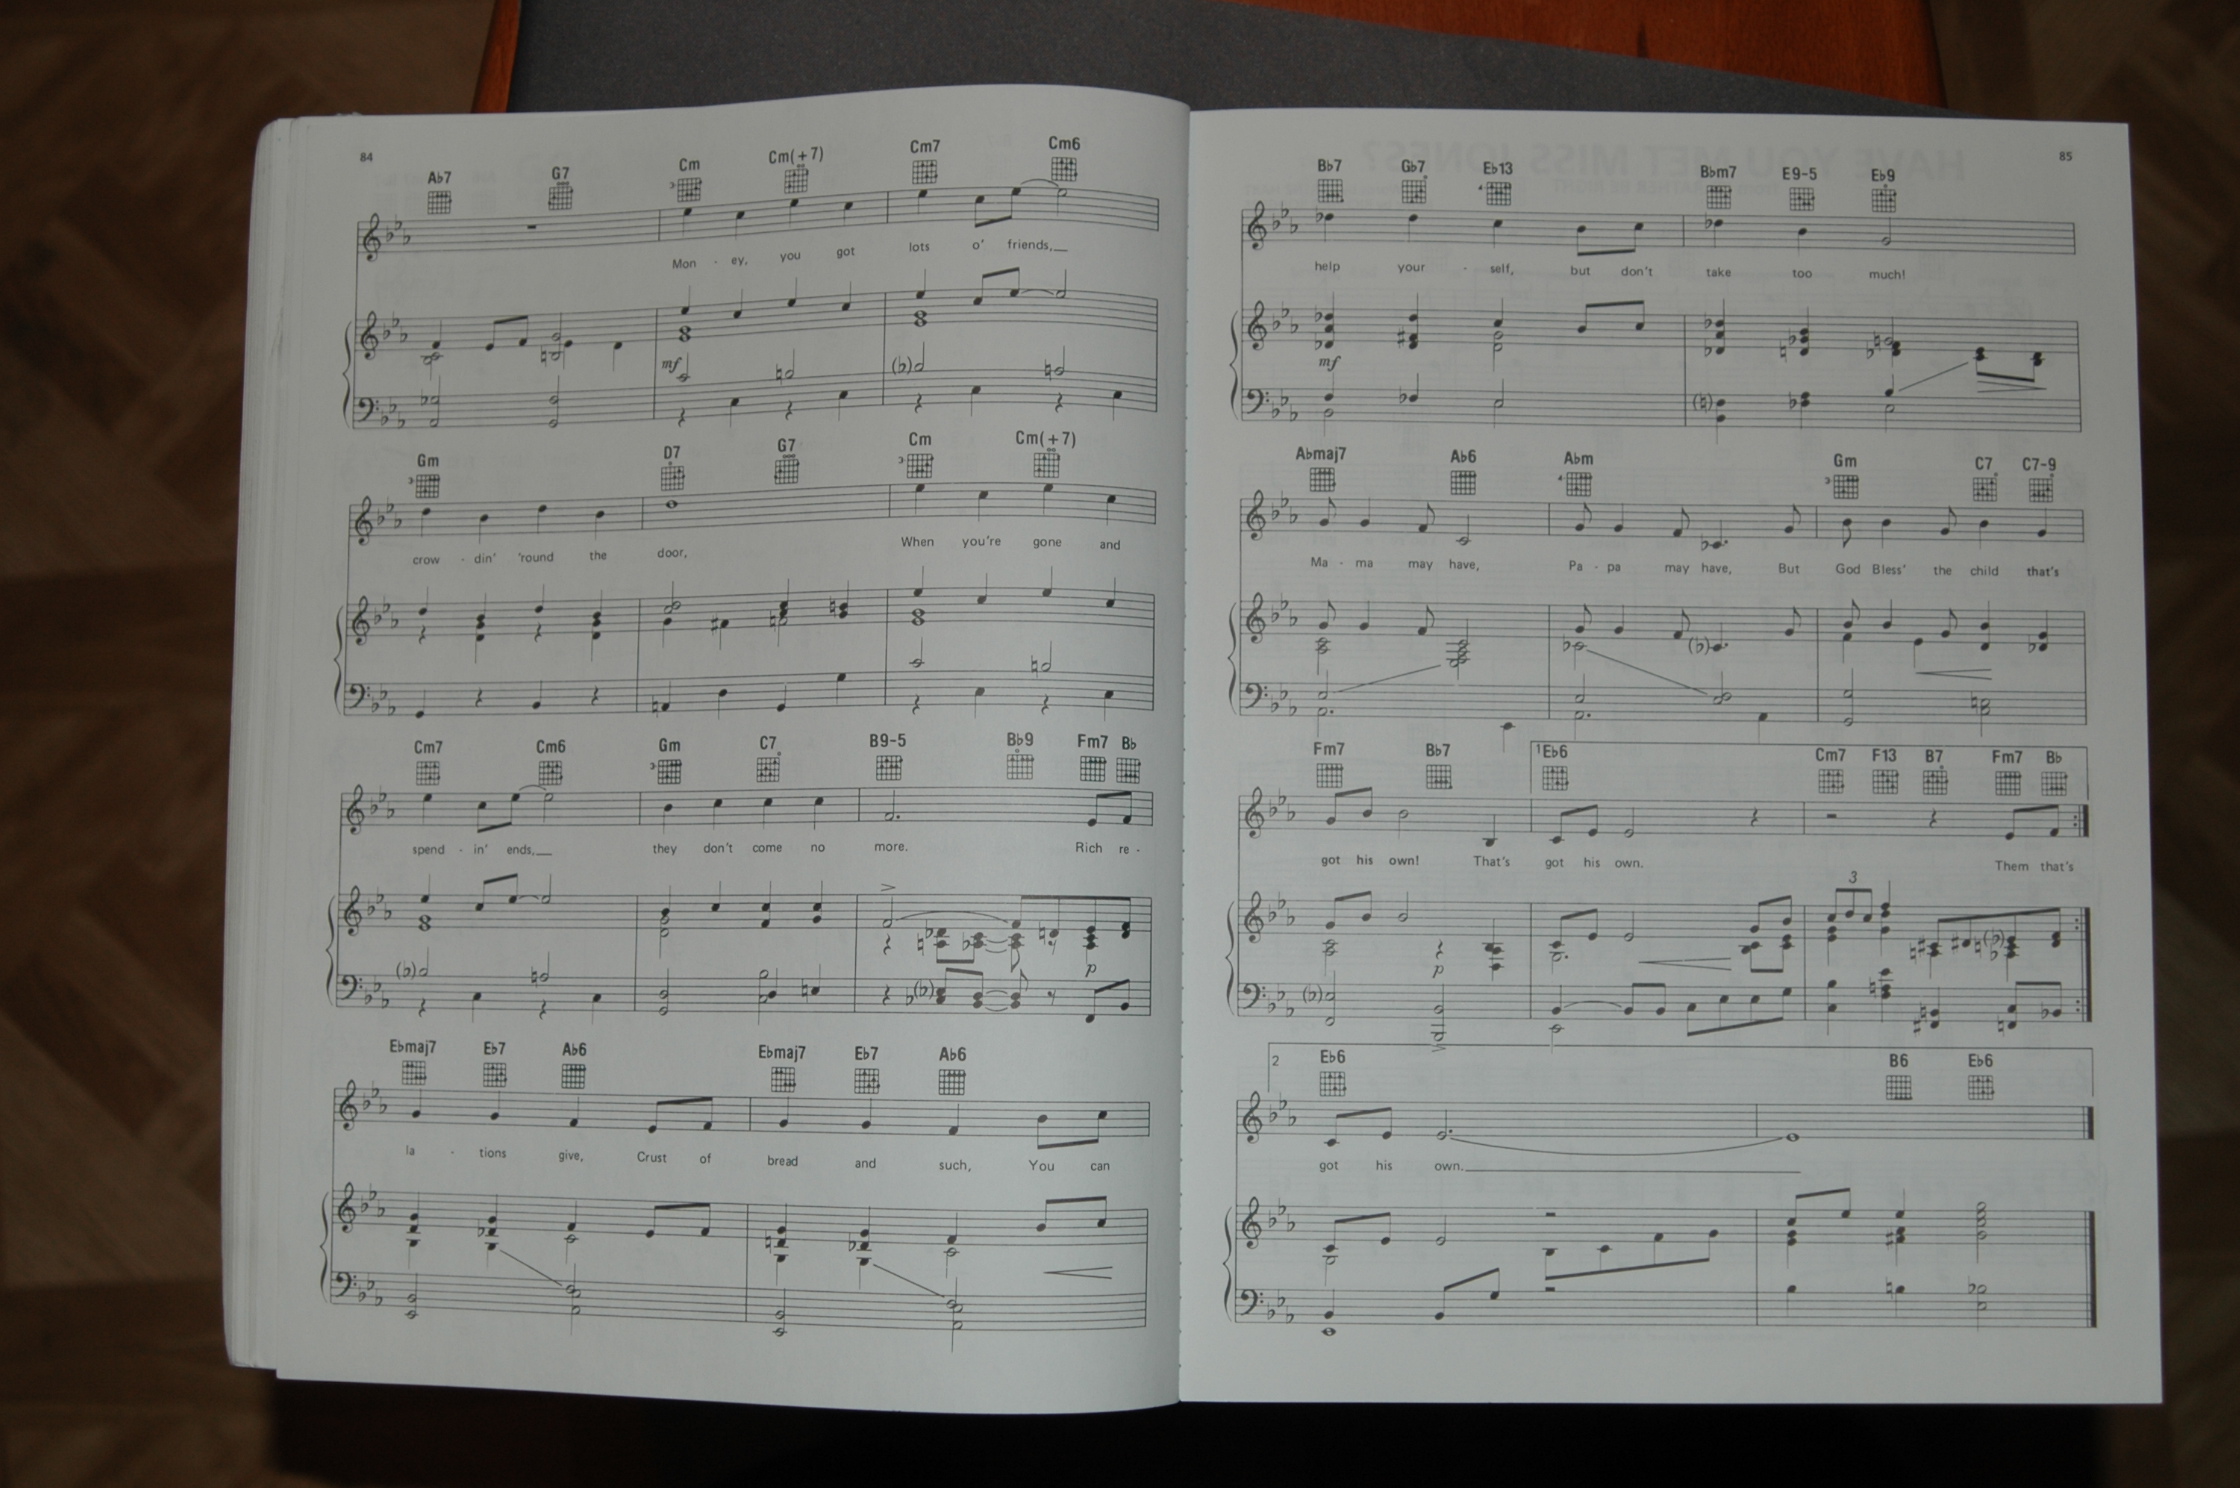 84
A♭7 G7 Cm Cm(+7) Cm7 Cm6
Mon - ey, you got lots o' friends,
mf
(♭)
Gm D7 G7 Cm Cm(+7)
crow - din' 'round the door, When you're gone and
Cm7 Cm6 Gm C7 B9-5 B♭9 Fm7 B♭
spend - in' ends, they don't come no more. Rich re -
p
(♭) (♭)
E♭maj7 E♭7 A♭6 E♭maj7 E♭7 A♭6
la - tions give, Crust of bread and such, You can
85
HAVE YOU MET MISS JONES?
B♭7 G♭7 E♭13 B♭m7 E9-5 E♭9
help your - self, but don't take too much!
mf
A♭maj7 A♭6 A♭m Gm C7 C7-9
Ma - ma may have, Pa - pa may have, But God Bless' the child that's
(♭)
Fm7 B♭7 1 E♭6 Cm7 F13 B7 Fm7 B♭
got his own! That's got his own. Them that's
3
(♭)
p
(♭)
2 E♭6 B6 E♭6
got his own.